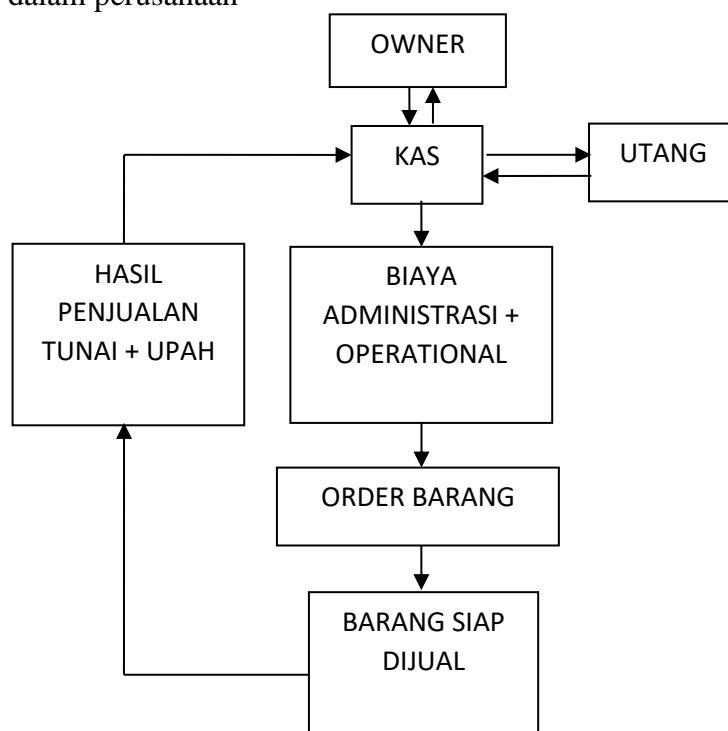 dalam perusahaan
OWNER
KAS
UTANG
HASIL
PENJUALAN
TUNAI + UPAH
BIAYA
ADMINISTRASI +
OPERATIONAL
ORDER BARANG
BARANG SIAP
DIJUAL